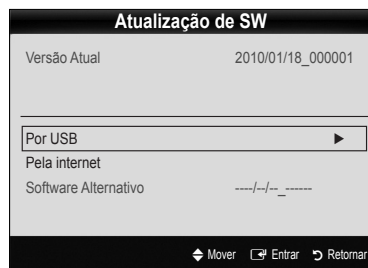 Atualização de SW
Versão Atual 2010/01/18_000001
Por USB ►
Pela internet
Software Alternativo ----/--/--_------
Mover Entrar Retornar